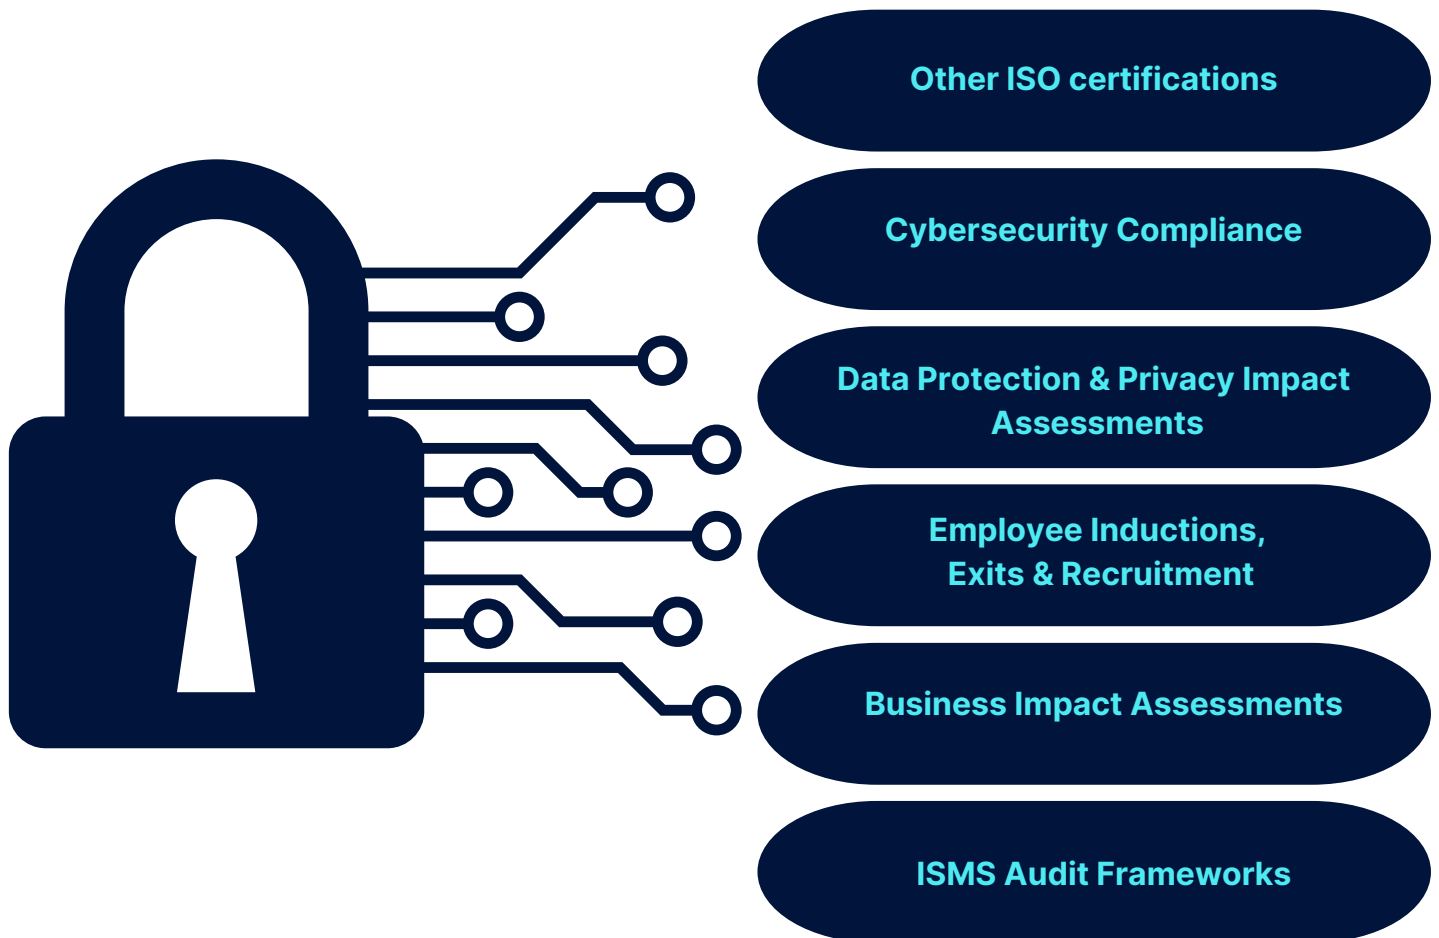 Other ISO certifications
Cybersecurity Compliance
Data Protection & Privacy Impact
Assessments
Employee Inductions,
Exits & Recruitment
Business Impact Assessments
ISMS Audit Frameworks